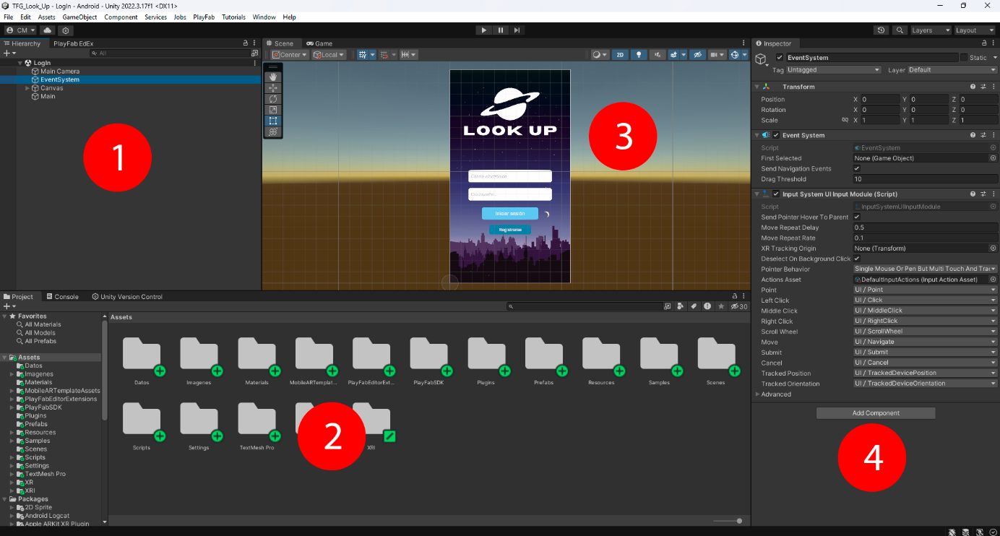 TFG_Look_Up - LogIn - Android - Unity 2022.3.17f1 <DX11>
File Edit Assets GameObject Component Services Jobs PlayFab Tutorials Window Help
CM
Layers Layout
Hierarchy PlayFab EdEx
All
LogIn
Main Camera
EventSystem
Canvas
Main
1
Scene Game
Center Local 2D
LOOK UP
Correo electrónico...
Contraseña...
Iniciar sesión
Registrarse
3
Inspector
EventSystem Static
Tag Untagged Layer Default
Transform
Position X 0 Y 0 Z 0
Rotation X 0 Y 0 Z 0
Scale X 1 Y 1 Z 1
Event System
Script EventSystem
First Selected None (Game Object)
Send Navigation Events
Drag Threshold 10
Input System UI Input Module (Script)
Script InputSystemUIInputModule
Send Pointer Hover To Parent
Move Repeat Delay 0.5
Move Repeat Rate 0.1
XR Tracking Origin None (Transform)
Deselect On Background Click
Pointer Behavior Single Mouse Or Pen But Multi Touch And Trac
Actions Asset DefaultInputActions (Input Action Asset)
Point UI / Point
Left Click UI / Click
Middle Click UI / MiddleClick
Right Click UI / RightClick
Scroll Wheel UI / ScrollWheel
Move UI / Navigate
Submit UI / Submit
Cancel UI / Cancel
Tracked Position UI / TrackedDevicePosition
Tracked Orientation UI / TrackedDeviceOrientation
Advanced
Add Component
4
Project Console Unity Version Control
30
Favorites
All Materials
All Models
All Prefabs
Assets
Datos
Imagenes
Materials
MobileARTemplateAssets
PlayFabEditorExtensions
PlayFabSDK
Plugins
Prefabs
Resources
Samples
Scenes
Scripts
Settings
TextMesh Pro
XR
XRI
Packages
2D Sprite
Android Logcat
Apple ARKit XR Plugin
Assets
Datos Imagenes Materials MobileARTemplat... PlayFabEditorExt... PlayFabSDK Plugins Prefabs Resources Samples Scenes
Scripts Settings TextMesh Pro XRI
2